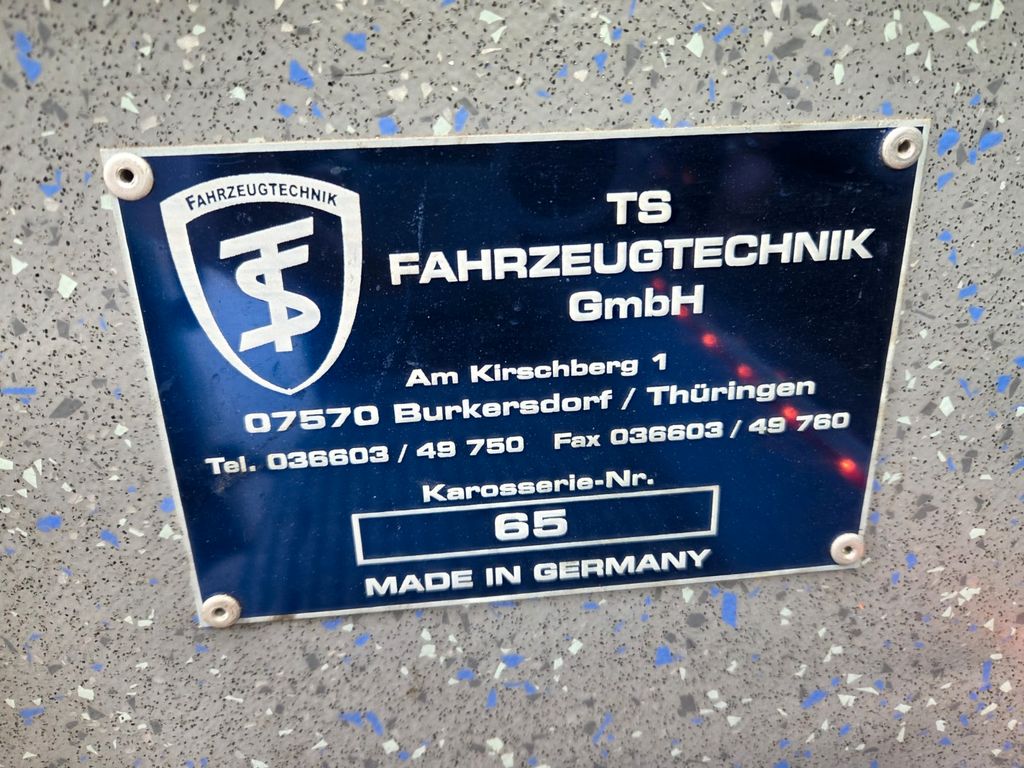 FAHRZEUGTECHNIK
TS
TS
FAHRZEUGTECHNIK
GmbH
Am Kirschberg 1
07570 Burkersdorf / Thüringen
Tel. 036603 / 49 750 Fax 036603 / 49 760
Karosserie-Nr.
65
MADE IN GERMANY